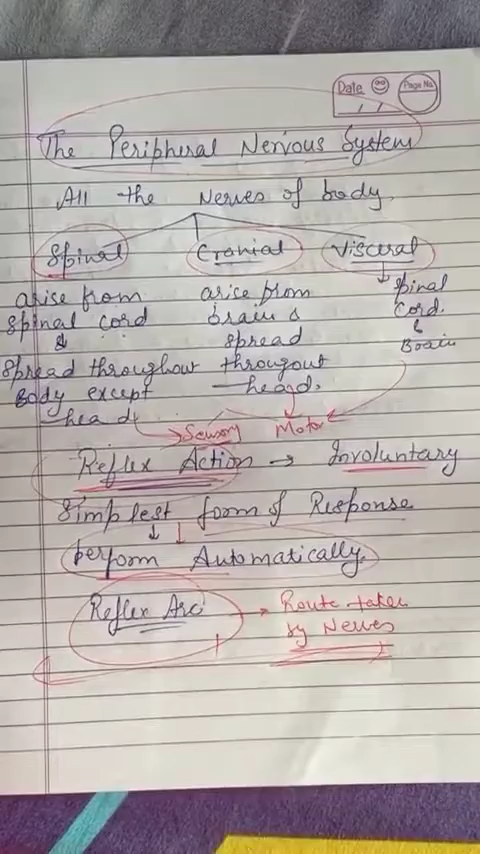 Date
Page No.
The Peripheral Nervous System
All the Nerves of body,
Spinal
Cranial
Visceral
arise from
spinal cord
&
Spread throughout
Body except
head
arise from
brain &
spread
througout
head.
spinal
Cord.
&
Brain
Sensory
Motor
Reflex Action → Involuntary
Simplest form of Response
perform Automatically.
Reflex Arc
Route taken
by Nerves